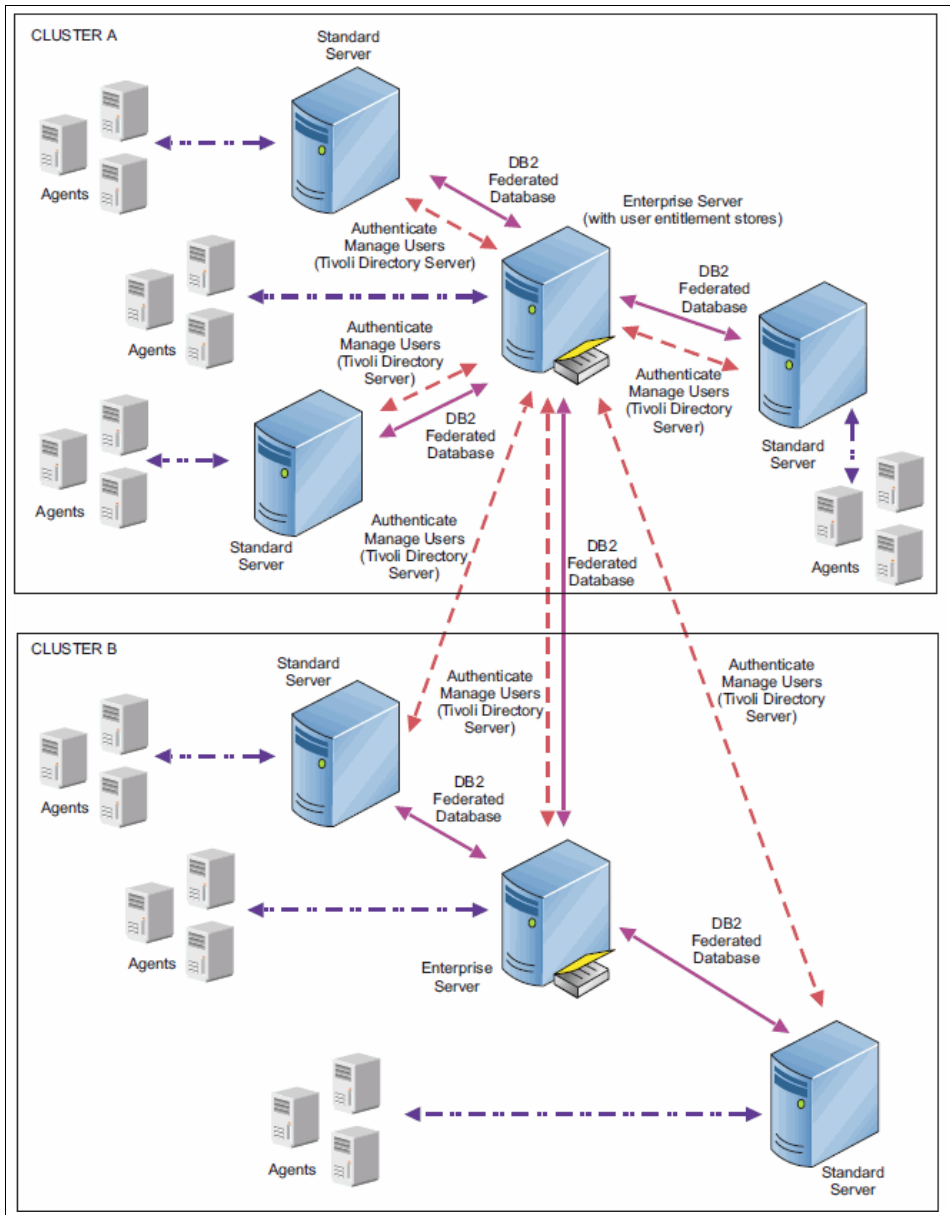 CLUSTER A
Standard
Server
Agents
DB2
Federated
Database
Enterprise Server
(with user entitlement stores)
Authenticate
Manage Users
(Tivoli Directory Server)
DB2
Federated
Database
Agents
Authenticate
Manage Users
(Tivoli Directory
Server)
Authenticate
Manage Users
(Tivoli Directory
Server)
DB2
Federated
Database
Standard
Server
Agents
Standard
Server
Authenticate
Manage Users
(Tivoli Directory
Server)
DB2
Federated
Database
Agents
CLUSTER B
Standard
Server
Authenticate
Manage Users
(Tivoli Directory
Server)
Authenticate
Manage Users
(Tivoli Directory
Server)
Agents
DB2
Federated
Database
Agents
Enterprise
Server
DB2
Federated
Database
Agents
Standard
Server